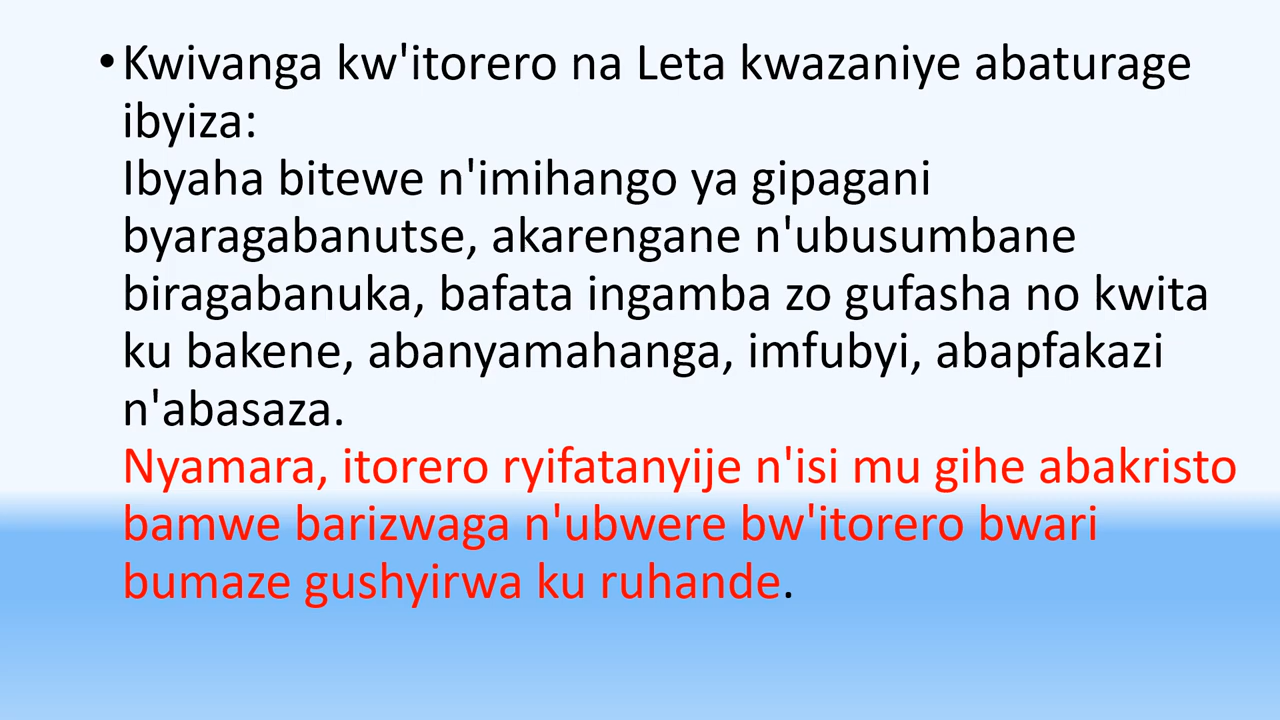 •Kwivanga kw'itorero na Leta kwazaniye abaturage
ibyiza:
Ibyaha bitewe n'imihango ya gipagani
byaragabanutse, akarengane n'ubusumbane
biragabanuka, bafata ingamba zo gufasha no kwita
ku bakene, abanyamahanga, imfubyi, abapfakazi
n'abasaza.
Nyamara, itorero ryifatanyije n'isi mu gihe abakristo
bamwe barizwaga n'ubwere bw'itorero bwari
bumaze gushyirwa ku ruhande.